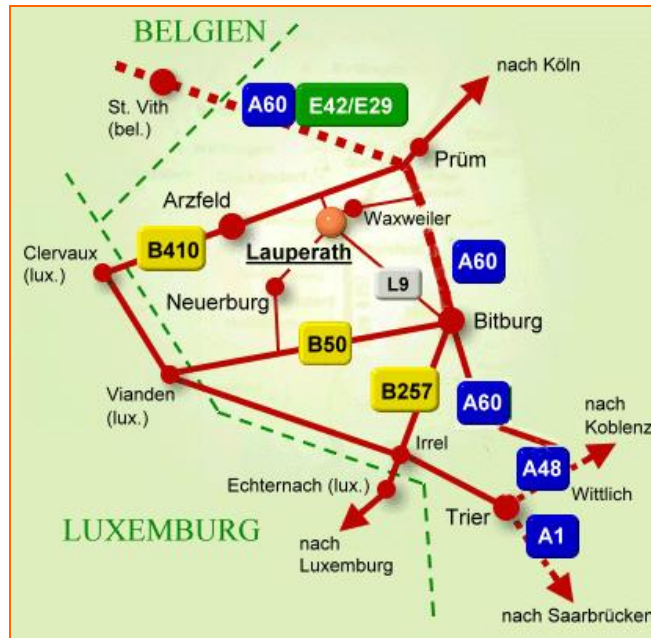 BELGIEN
nach Köln
A60
E42/E29
St. Vith
(bel.)
Prüm
Arzfeld
Waxweiler
B410
Lauperath
Clervaux
(lux.)
A60
L9
Neuerburg
Bitburg
B50
B257
Vianden
(lux.)
A60
nach
Koblenz
Irrel
A48
Echternach (lux.)
Wittlich
Trier
LUXEMBURG
A1
nach
Luxemburg
nach Saarbrücken